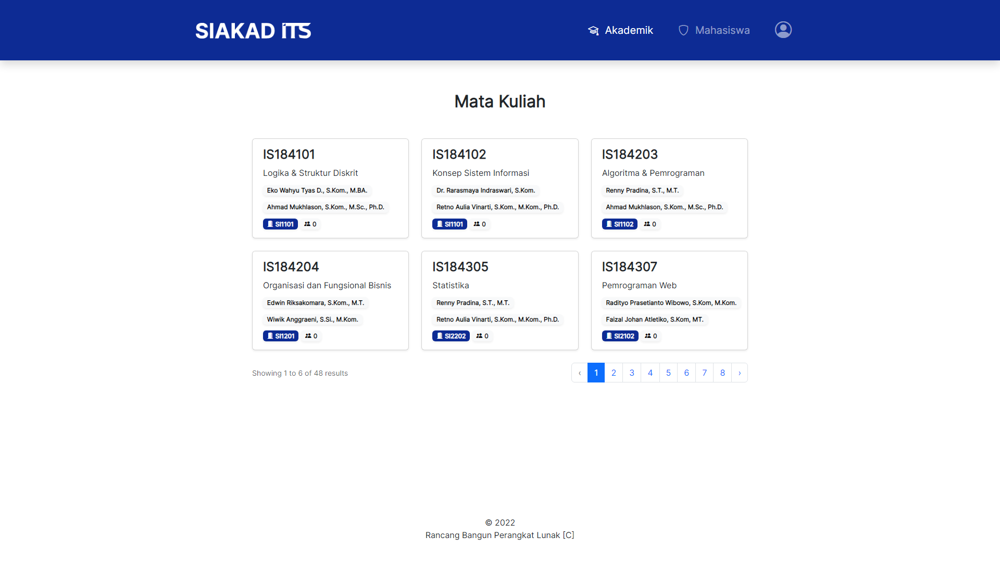 SIAKAD ITS
Akademik
Mahasiswa
Mata Kuliah
IS184101
Logika & Struktur Diskrit
Eko Wahyu Tyas D., S.Kom., M.BA.
Ahmad Mukhlason, S.Kom., M.Sc., Ph.D.
SI1101 0
IS184102
Konsep Sistem Informasi
Dr. Rarasmaya Indraswari, S.Kom.
Retno Aulia Vinarti, S.Kom., M.Kom., Ph.D.
SI1101 0
IS184203
Algoritma & Pemrograman
Renny Pradina, S.T., M.T.
Ahmad Mukhlason, S.Kom., M.Sc., Ph.D.
SI1102 0
IS184204
Organisasi dan Fungsional Bisnis
Edwin Riksakomara, S.Kom., M.T.
Wiwik Anggraeni, S.Si., M.Kom.
SI1201 0
IS184305
Statistika
Renny Pradina, S.T., M.T.
Retno Aulia Vinarti, S.Kom., M.Kom., Ph.D.
SI2202 0
IS184307
Pemrograman Web
Radityo Prasetianto Wibowo, S.Kom, M.Kom.
Faizal Johan Atletiko, S.Kom, MT.
SI2102 0
Showing 1 to 6 of 48 results
‹ 1 2 3 4 5 6 7 8 ›
© 2022
Rancang Bangun Perangkat Lunak [C]